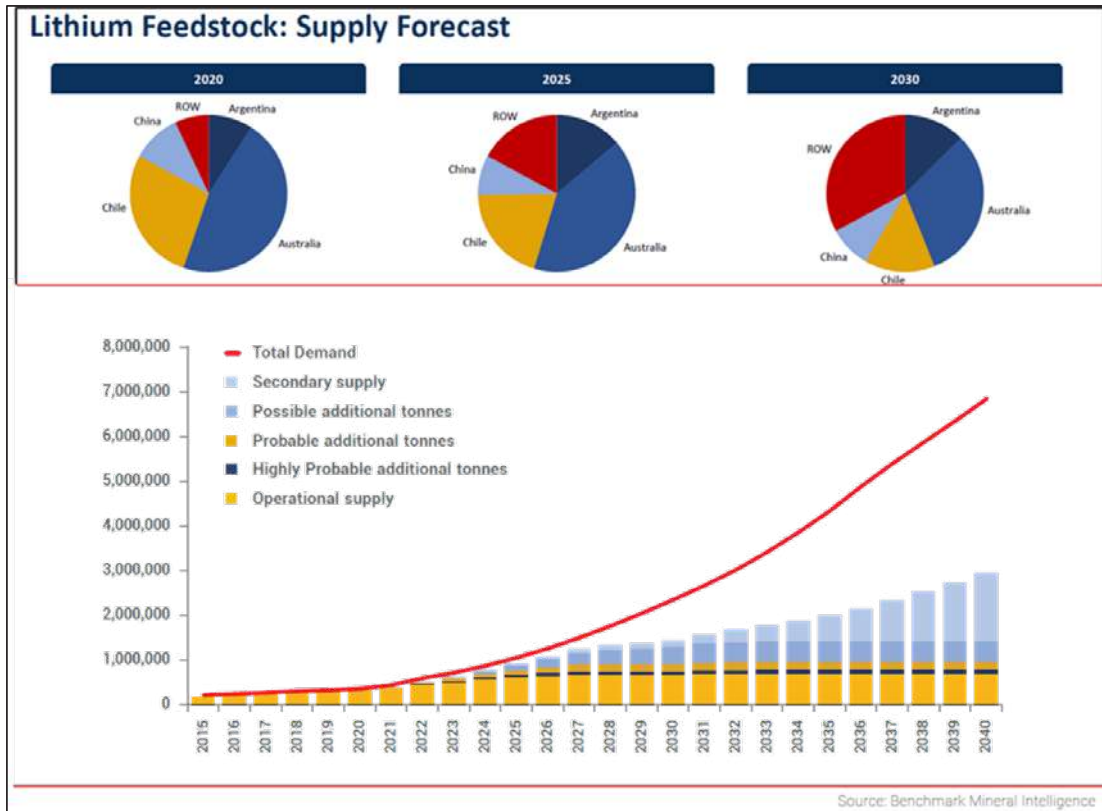 Lithium Feedstock: Supply Forecast
2020
2025
2030
ROW
Argentina
China
Chile
Australia
ROW
Argentina
China
Chile
Australia
ROW
Argentina
Australia
China
Chile
8,000,000
7,000,000
6,000,000
5,000,000
4,000,000
3,000,000
2,000,000
1,000,000
0
Total Demand
Secondary supply
Possible additional tonnes
Probable additional tonnes
Highly Probable additional tonnes
Operational supply
2015
2016
2017
2018
2019
2020
2021
2022
2023
2024
2025
2026
2027
2028
2029
2030
2031
2032
2033
2034
2035
2036
2037
2038
2039
2040
Source: Benchmark Mineral Intelligence